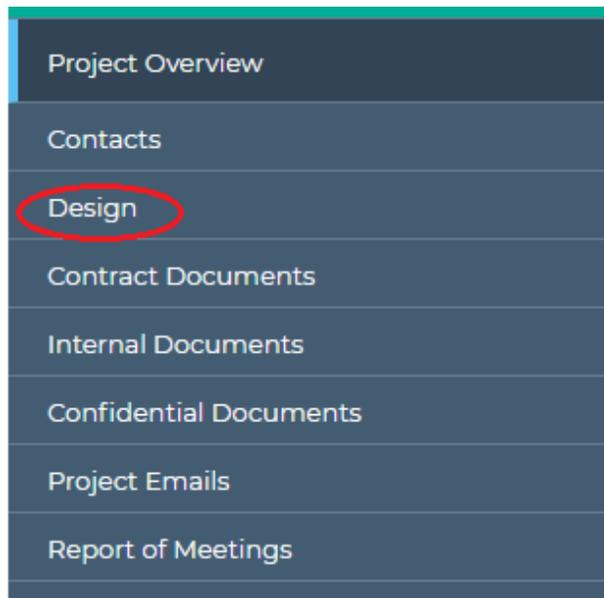 Project Overview
Contacts
Design
Contract Documents
Internal Documents
Confidential Documents
Project Emails
Report of Meetings